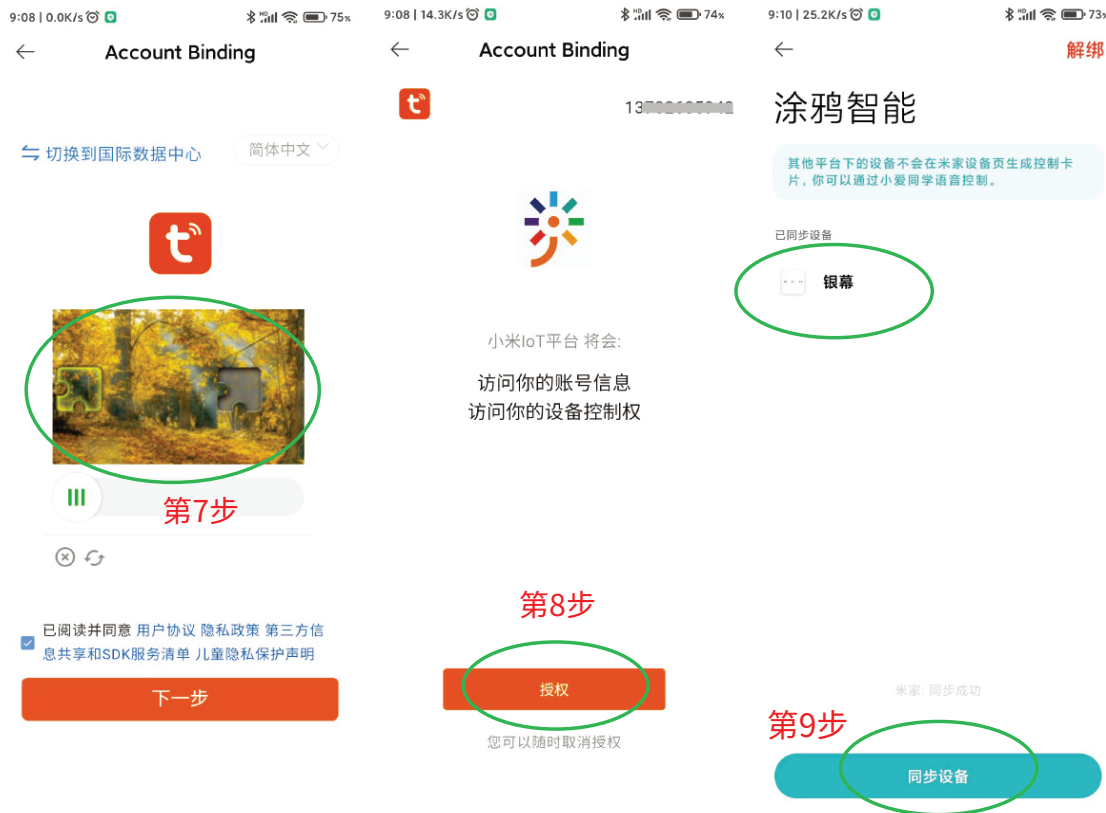 9:08 | 0.0K/s
75%
Account Binding
切换到国际数据中心
简体中文
第7步
已阅读并同意 用户协议 隐私政策 第三方信
息共享和SDK服务清单 儿童隐私保护声明
下一步
9:08 | 14.3K/s
74%
Account Binding
小米IoT平台 将会:
访问你的账号信息
访问你的设备控制权
第8步
授权
您可以随时取消授权
9:10 | 25.2K/s
73%
解绑
涂鸦智能
其他平台下的设备不会在米家设备页生成控制卡
片，你可以通过小爱同学语音控制。
已同步设备
银幕
米家: 同步成功
第9步
同步设备